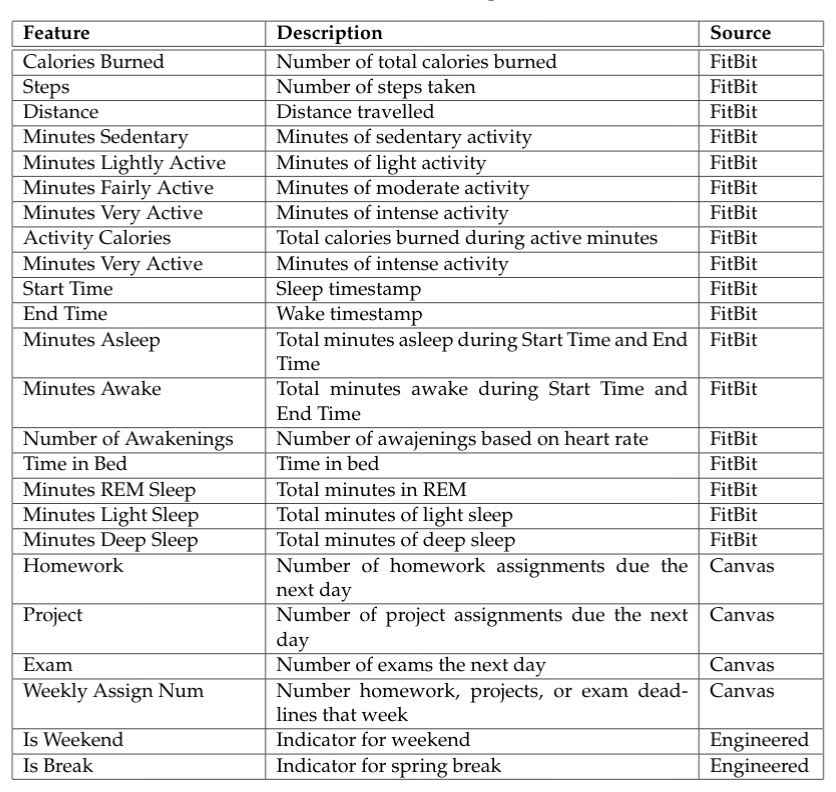 Feature Description Source
Calories Burned Number of total calories burned FitBit
Steps Number of steps taken FitBit
Distance Distance travelled FitBit
Minutes Sedentary Minutes of sedentary activity FitBit
Minutes Lightly Active Minutes of light activity FitBit
Minutes Fairly Active Minutes of moderate activity FitBit
Minutes Very Active Minutes of intense activity FitBit
Activity Calories Total calories burned during active minutes FitBit
Minutes Very Active Minutes of intense activity FitBit
Start Time Sleep timestamp FitBit
End Time Wake timestamp FitBit
Minutes Asleep Total minutes asleep during Start Time and End FitBit
Time
Minutes Awake Total minutes awake during Start Time and FitBit
End Time
Number of Awakenings Number of awajenings based on heart rate FitBit
Time in Bed Time in bed FitBit
Minutes REM Sleep Total minutes in REM FitBit
Minutes Light Sleep Total minutes of light sleep FitBit
Minutes Deep Sleep Total minutes of deep sleep FitBit
Homework Number of homework assignments due the Canvas
next day
Project Number of project assignments due the next Canvas
day
Exam Number of exams the next day Canvas
Weekly Assign Num Number homework, projects, or exam dead- Canvas
lines that week
Is Weekend Indicator for weekend Engineered
Is Break Indicator for spring break Engineered